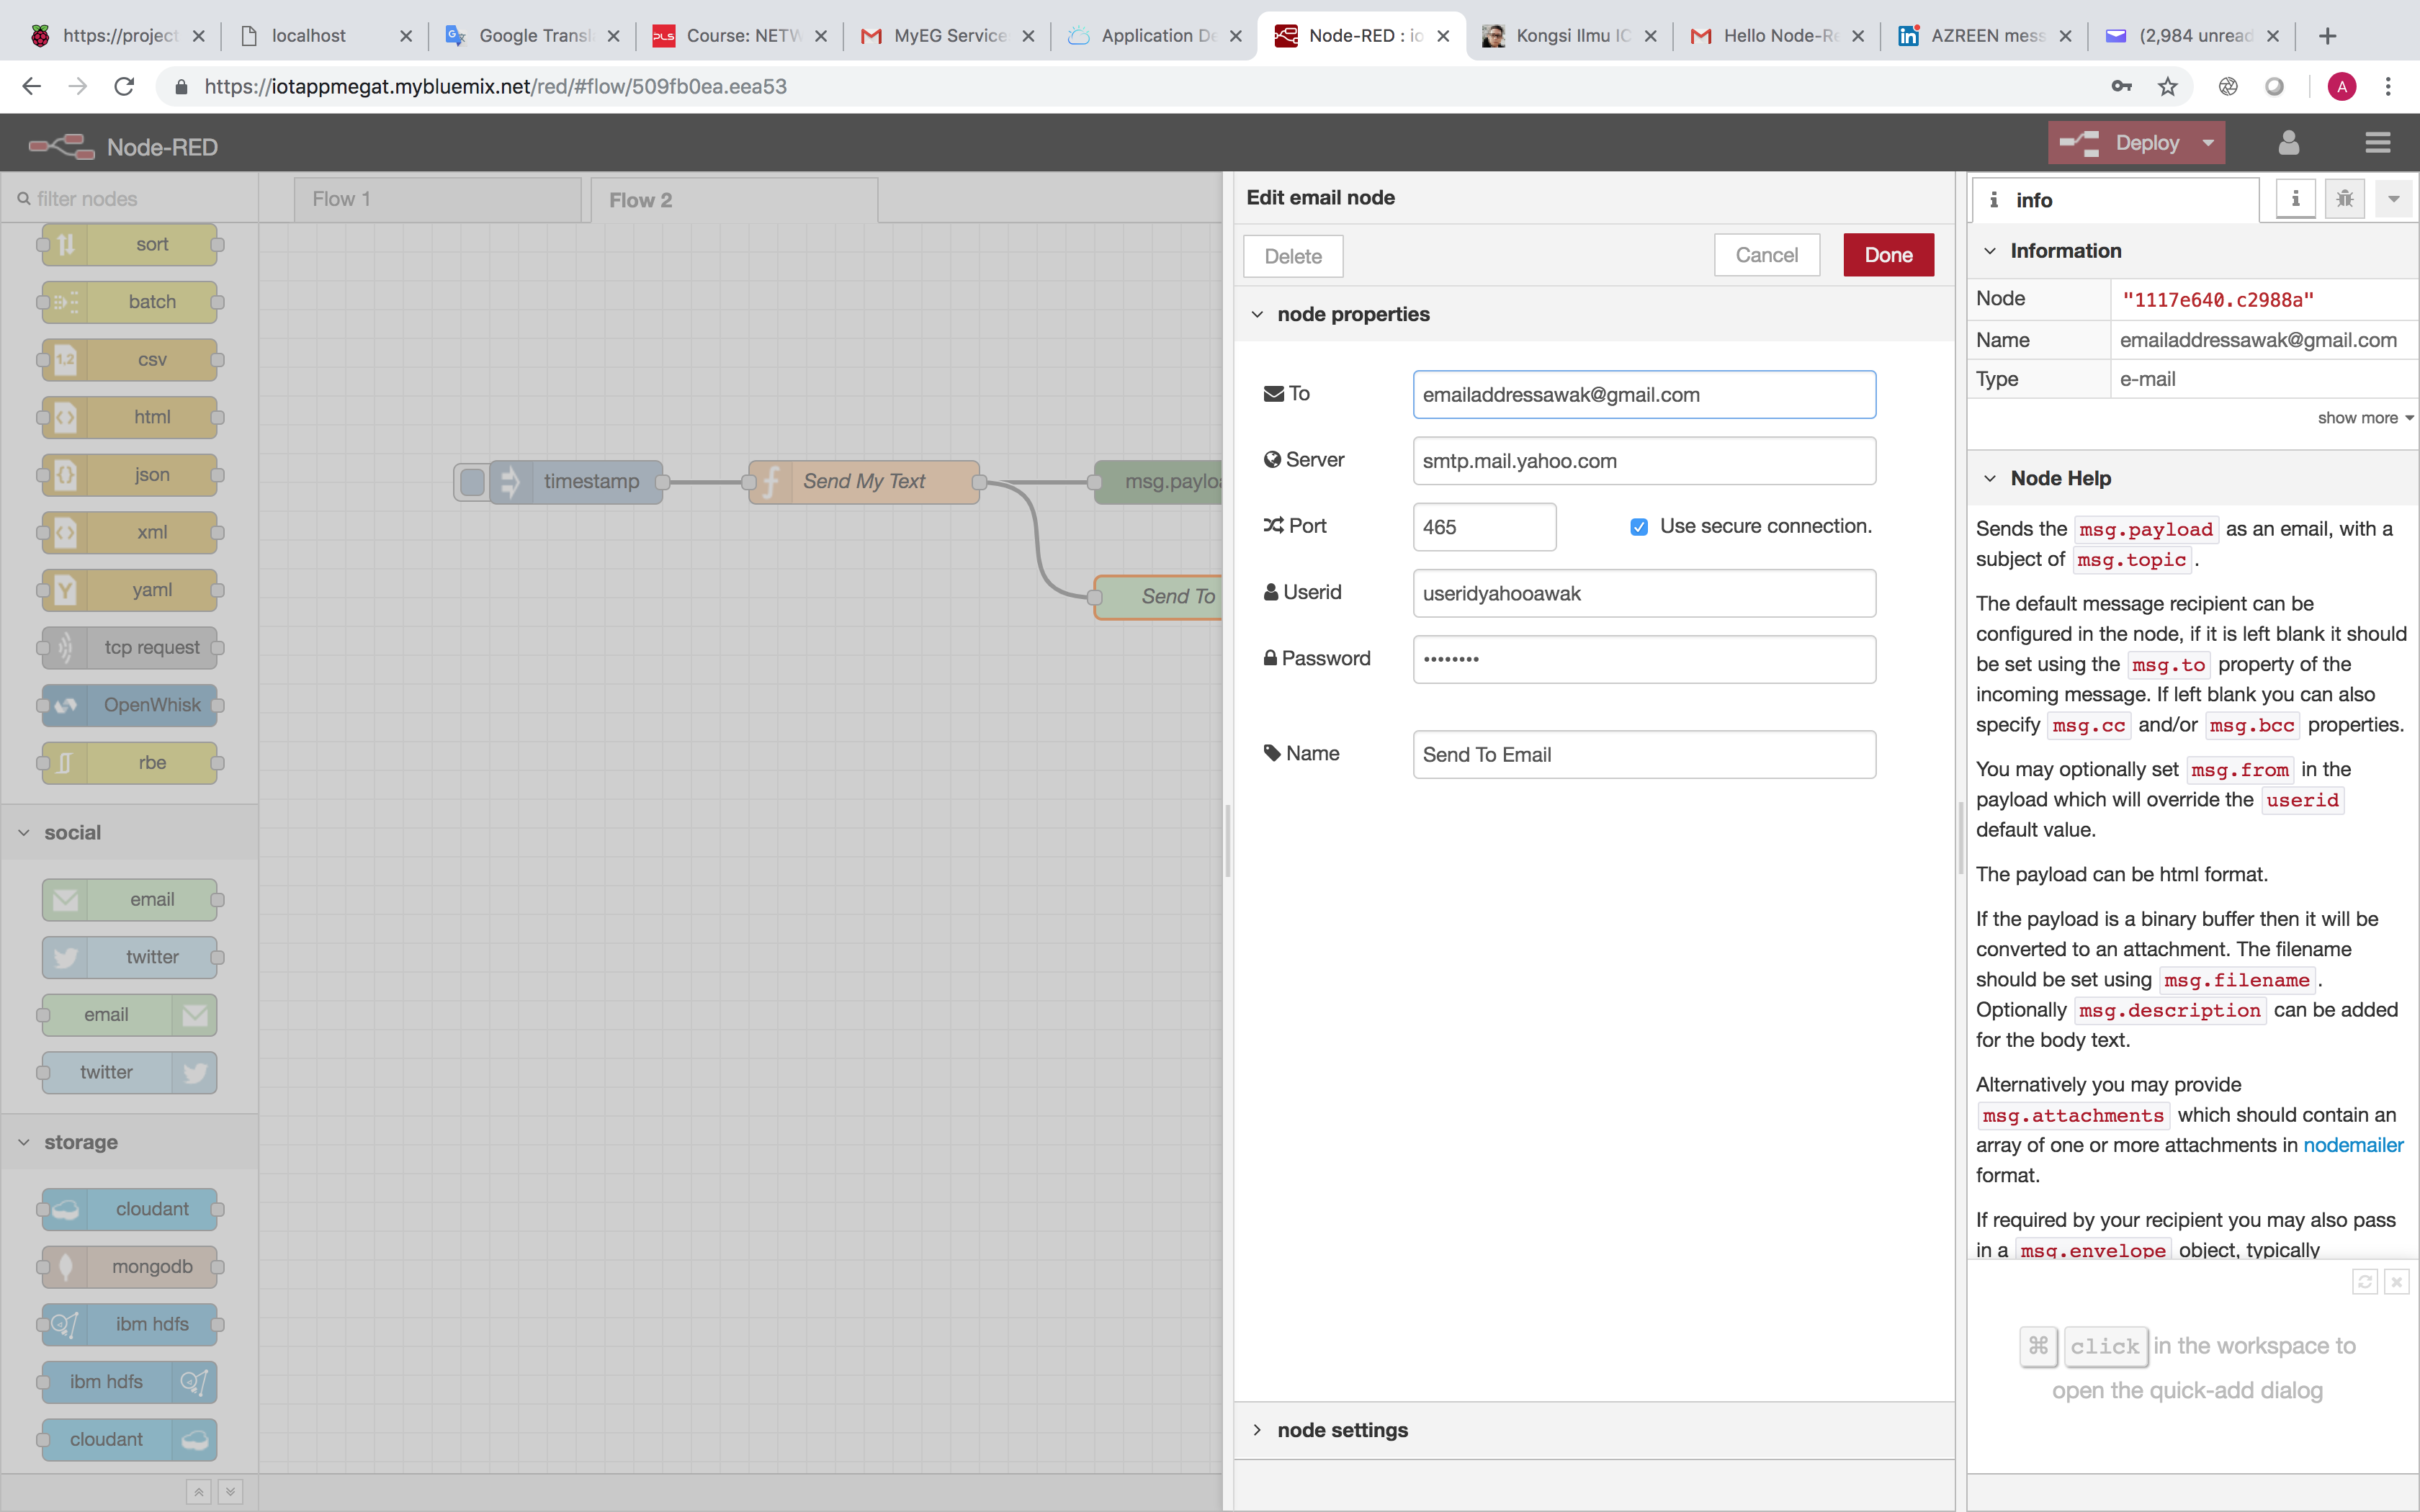 https://project
localhost
Google Transl
PLS Course: NETW
MyEG Service
Application De
Node-RED : io
Kongsi Ilmu IC
Hello Node-Re
AZREEN mess
(2,984 unread
https://iotappmegat.mybluemix.net/red/#flow/509fb0ea.eea53
A
Node-RED
Deploy
filter nodes
sort
batch
1,2 csv
html
json
xml
yaml
tcp request
OpenWhisk
rbe
social
email
twitter
email
twitter
storage
cloudant
mongodb
ibm hdfs
ibm hdfs
cloudant
Flow 1
Flow 2
timestamp
Send My Text
msg.payloa
Send To
Edit email node
Delete
Cancel
Done
node properties
To
emailaddressawak@gmail.com
Server
smtp.mail.yahoo.com
Port
465
Use secure connection.
Userid
useridyahooawak
Password
••••••••
Name
Send To Email
node settings
info
Information
Node "1117e640.c2988a"
Name emailaddressawak@gmail.com
Type e-mail
show more
Node Help
Sends the msg.payload as an email, with a
subject of msg.topic.
The default message recipient can be
configured in the node, if it is left blank it should
be set using the msg.to property of the
incoming message. If left blank you can also
specify msg.cc and/or msg.bcc properties.
You may optionally set msg.from in the
payload which will override the userid
default value.
The payload can be html format.
If the payload is a binary buffer then it will be
converted to an attachment. The filename
should be set using msg.filename.
Optionally msg.description can be added
for the body text.
Alternatively you may provide
msg.attachments which should contain an
array of one or more attachments in nodemailer
format.
If required by your recipient you may also pass
in a msg.envelope object, typically
⌘ click in the workspace to
open the quick-add dialog